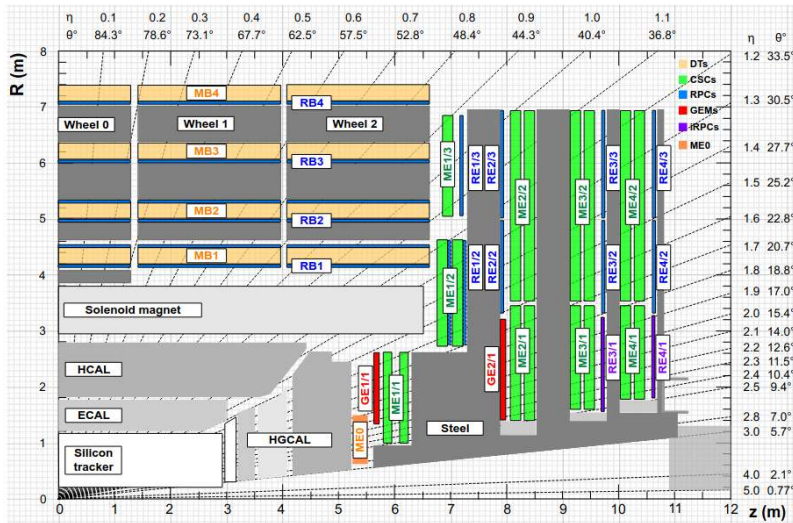 η 0.1 0.2 0.3 0.4 0.5 0.6 0.7 0.8 0.9 1.0 1.1 η θ°
θ° 84.3° 78.6° 73.1° 67.7° 62.5° 57.5° 52.8° 48.4° 44.3° 40.4° 36.8° 1.2 33.5°
R (m)
8
7
6
5
4
3
2
1
0
DTs
CSCs
RPCs
GEMs
iRPCs
ME0
MB4
RB4
Wheel 0
Wheel 1
Wheel 2
MB3
RB3
MB2
RB2
MB1
RB1
Solenoid magnet
HCAL
ECAL
Silicon
tracker
HGCAL
Steel
ME0
GE1/1
ME1/1
ME1/2
ME1/3
RE1/3
RE2/3
RE1/2
RE2/2
GE2/1
ME2/2
ME2/1
ME3/2
ME3/1
RE3/3
RE3/2
RE3/1
ME4/2
ME4/1
RE4/3
RE4/2
RE4/1
1.3 30.5°
1.4 27.7°
1.5 25.2°
1.6 22.8°
1.7 20.7°
1.8 18.8°
1.9 17.0°
2.0 15.4°
2.1 14.0°
2.2 12.6°
2.3 11.5°
2.4 10.4°
2.5 9.4°
2.8 7.0°
3.0 5.7°
4.0 2.1°
5.0 0.77°
0 1 2 3 4 5 6 7 8 9 10 11 12 z (m)